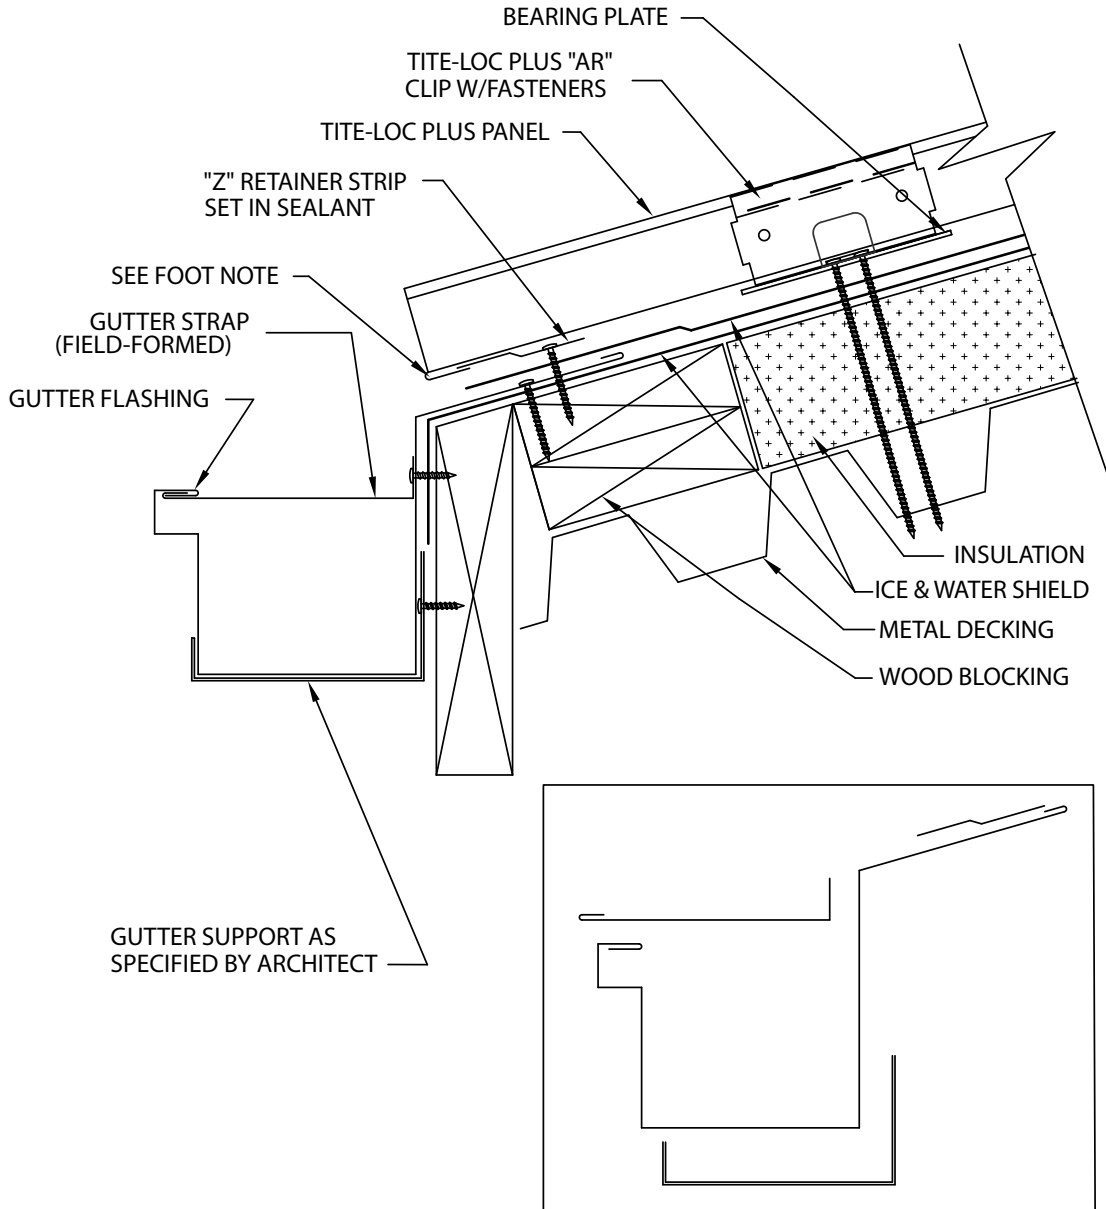 BEARING PLATE
TITE-LOC PLUS "AR"
CLIP W/FASTENERS
TITE-LOC PLUS PANEL
"Z" RETAINER STRIP
SET IN SEALANT
SEE FOOT NOTE
GUTTER STRAP
(FIELD-FORMED)
GUTTER FLASHING
INSULATION
ICE & WATER SHIELD
METAL DECKING
WOOD BLOCKING
GUTTER SUPPORT AS
SPECIFIED BY ARCHITECT